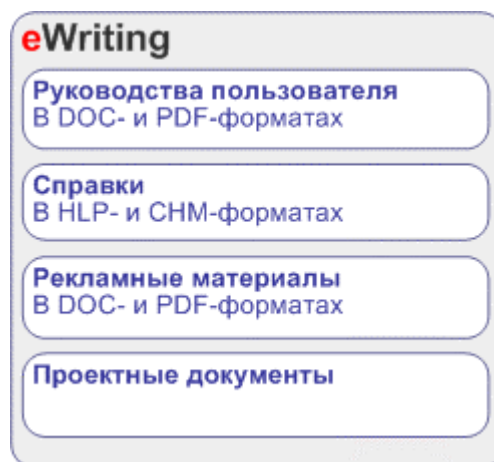 eWriting
Руководства пользователя
В DOC- и PDF-форматах
Справки
В HLP- и CHM-форматах
Рекламные материалы
В DOC- и PDF-форматах
Проектные документы